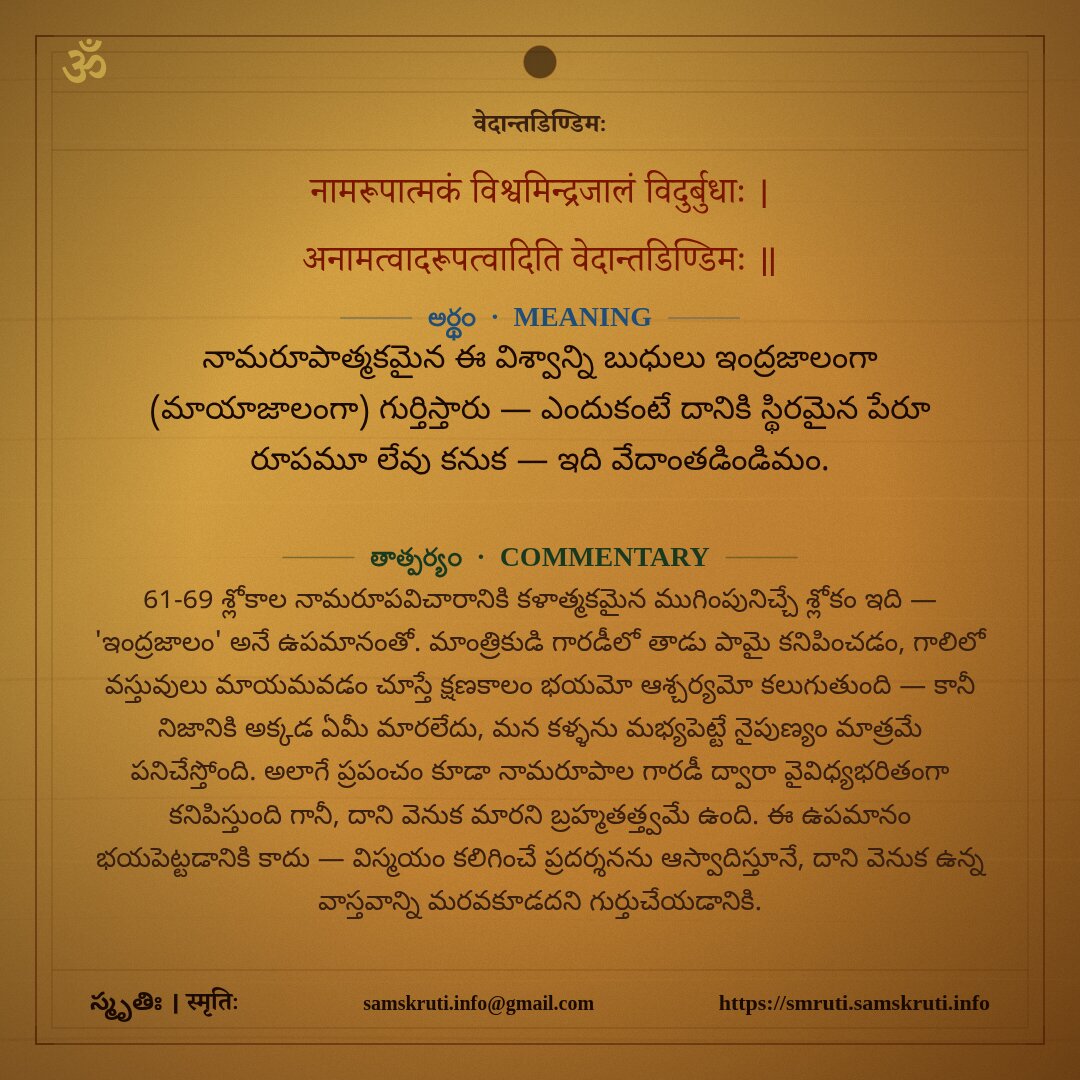 ॐ
वेदान्तडिण्डिमः
नामरूपात्मकं विश्वमिन्द्रजालं विदुर्बुधाः |
अनामत्वादरूपत्वादिति वेदान्तडिण्डिमः ॥
అర్థం · MEANING
నామరూపాత్మకమైన ఈ విశ్వాన్ని బుధులు ఇంద్రజాలంగా
(మాయాజాలంగా) గుర్తిస్తారు — ఎందుకంటే దానికి స్థిరమైన పేరూ
రూపమూ లేవు కనుక — ఇది వేదాంతడిండిమం.
తాత్పర్యం · COMMENTARY
61-69 శ్లోకాల నామరూపవిచారానికి కళాత్మకమైన ముగింపునిచ్చే శ్లోకం ఇది —
'ఇంద్రజాలం' అనే ఉపమానంతో. మాంత్రికుడి గారడీలో తాడు పామై కనిపించడం, గాలిలో
వస్తువులు మాయమవడం చూస్తే క్షణకాలం భయమో ఆశ్చర్యమో కలుగుతుంది — కానీ
నిజానికి అక్కడ ఏమీ మారలేదు, మన కళ్ళను మభ్యపెట్టే నైపుణ్యం మాత్రమే
పనిచేస్తోంది. అలాగే ప్రపంచం కూడా నామరూపాల గారడీ ద్వారా వైవిధ్యభరితంగా
కనిపిస్తుంది గానీ, దాని వెనుక మారని బ్రహ్మతత్త్వమే ఉంది. ఈ ఉపమానం
భయపెట్టడానికి కాదు — విస్మయం కలిగించే ప్రదర్శనను ఆస్వాదిస్తూనే, దాని వెనుక ఉన్న
వాస్తవాన్ని మరవకూడదని గుర్తుచేయడానికి.
స్మృతిః | स्मृतिः samskruti.info@gmail.com https://smruti.samskruti.info